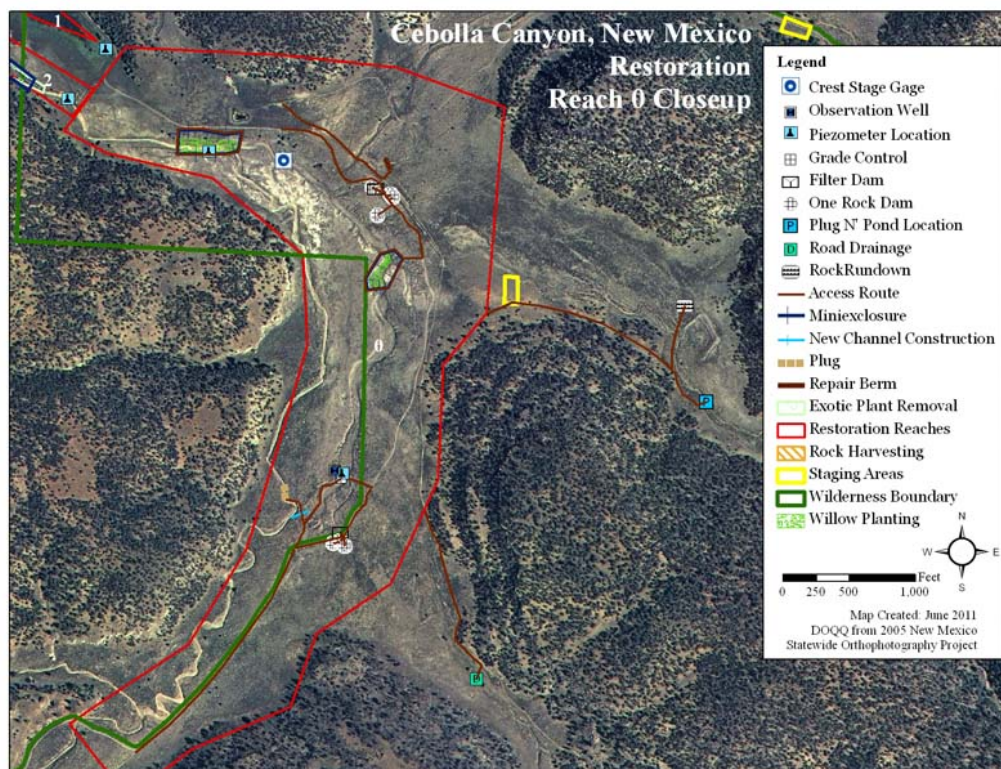 Cebolla Canyon, New Mexico
Restoration
Reach 0 Closeup
1
2
0
P
D
Legend
Crest Stage Gage
Observation Well
Piezometer Location
Grade Control
Filter Dam
One Rock Dam
P Plug N' Pond Location
D Road Drainage
RockRundown
Access Route
Miniexclosure
New Channel Construction
Plug
Repair Berm
Exotic Plant Removal
Restoration Reaches
Rock Harvesting
Staging Areas
Wilderness Boundary
Willow Planting
N
W E
S
Feet
0 250 500 1,000
Map Created: June 2011
DOQQ from 2005 New Mexico
Statewide Orthophotography Project